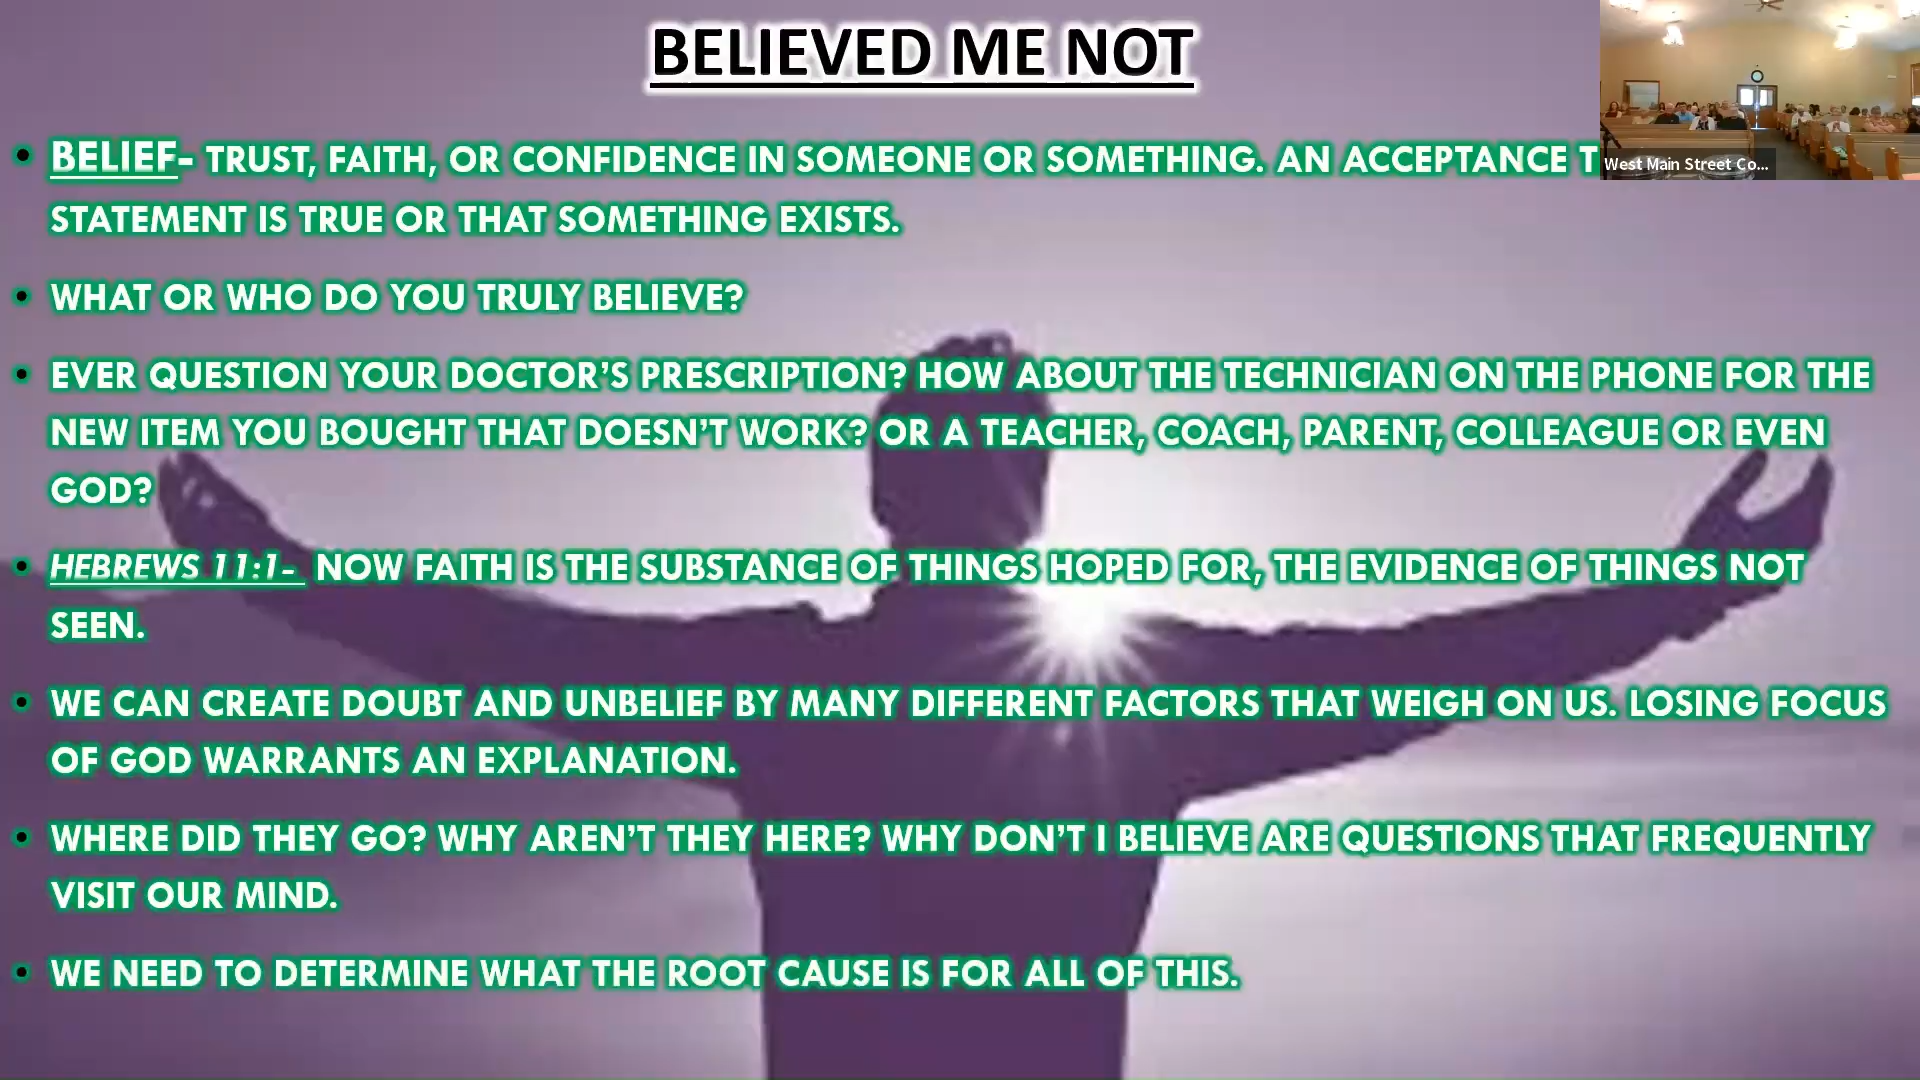 BELIEVED ME NOT
• BELIEF- TRUST, FAITH, OR CONFIDENCE IN SOMEONE OR SOMETHING. AN ACCEPTANCE T
STATEMENT IS TRUE OR THAT SOMETHING EXISTS.
• WHAT OR WHO DO YOU TRULY BELIEVE?
• EVER QUESTION YOUR DOCTOR'S PRESCRIPTION? HOW ABOUT THE TECHNICIAN ON THE PHONE FOR THE
NEW ITEM YOU BOUGHT THAT DOESN'T WORK? OR A TEACHER, COACH, PARENT, COLLEAGUE OR EVEN
GOD?
• HEBREWS 11:1- NOW FAITH IS THE SUBSTANCE OF THINGS HOPED FOR, THE EVIDENCE OF THINGS NOT
SEEN.
• WE CAN CREATE DOUBT AND UNBELIEF BY MANY DIFFERENT FACTORS THAT WEIGH ON US. LOSING FOCUS
OF GOD WARRANTS AN EXPLANATION.
• WHERE DID THEY GO? WHY AREN'T THEY HERE? WHY DON'T I BELIEVE ARE QUESTIONS THAT FREQUENTLY
VISIT OUR MIND.
• WE NEED TO DETERMINE WHAT THE ROOT CAUSE IS FOR ALL OF THIS.
West Main Street Co...